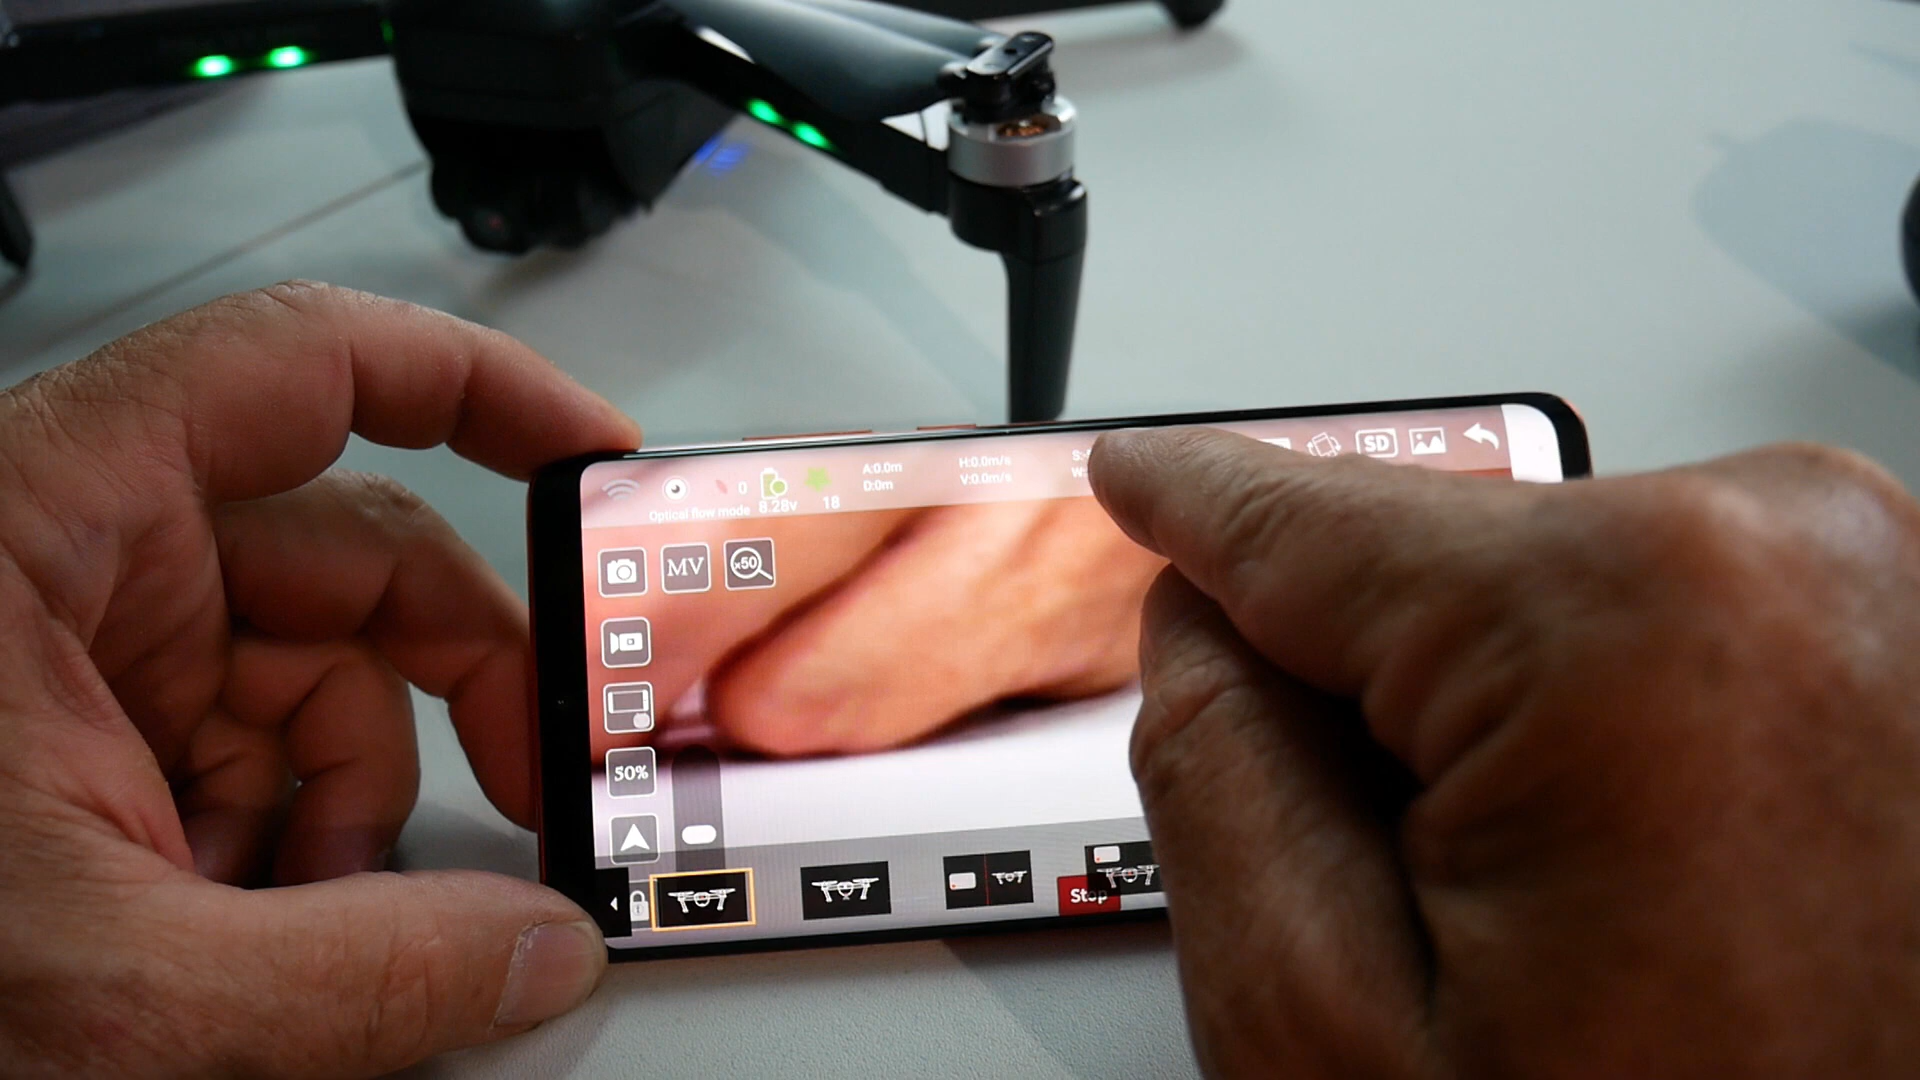 A:0.0m
H:0.0m/s
S:
SD
0
D:0m
V:0.0m/s
W:
Optical flow mode
8.28v
18
MV
x50
50%
Stop